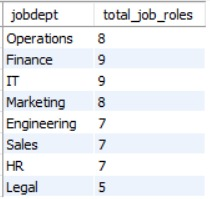 jobdept total_job_roles
Operations 8
Finance 9
IT 9
Marketing 8
Engineering 7
Sales 7
HR 7
Legal 5